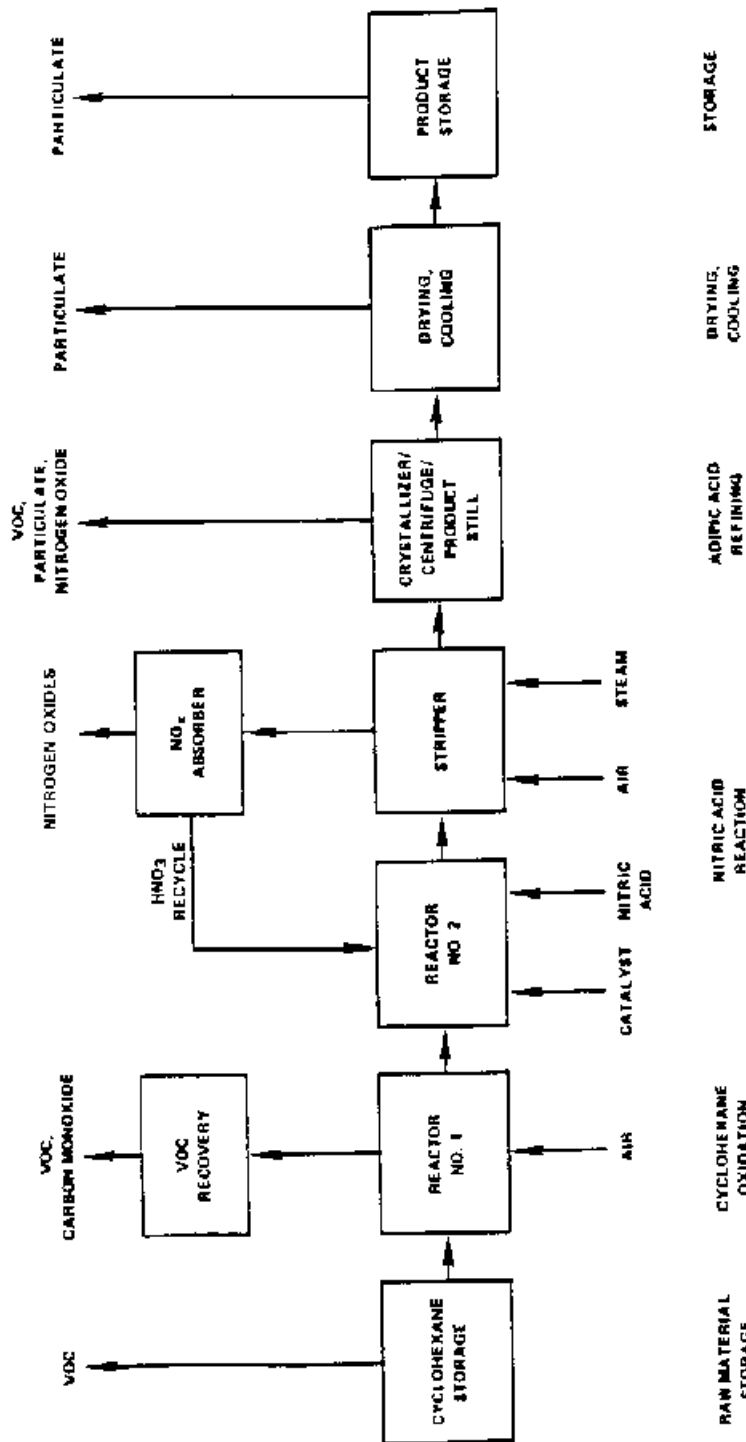 VOC
VOC,
CARBON MONOXIDE
NITROGEN OXIDES
VOC,
PARTICULATE,
NITROGEN OXIDE
PARTICULATE
PARTICULATE
VOC
RECOVERY
HNO3
RECYCLE
NOx
ABSORBER
CYCLOHEXANE
STORAGE
REACTOR
NO. 1
REACTOR
NO 2
STRIPPER
CRYSTALLIZER/
CENTRIFUGE/
PRODUCT
STILL
DRYING,
COOLING
PRODUCT
STORAGE
AIR
CATALYST
NITRIC
ACID
AIR
STEAM
RAW MATERIAL
STORAGE
CYCLOHEXANE
OXIDATION
NITRIC ACID
REACTION
ADIPIC ACID
REFINING
DRYING,
COOLING
STORAGE